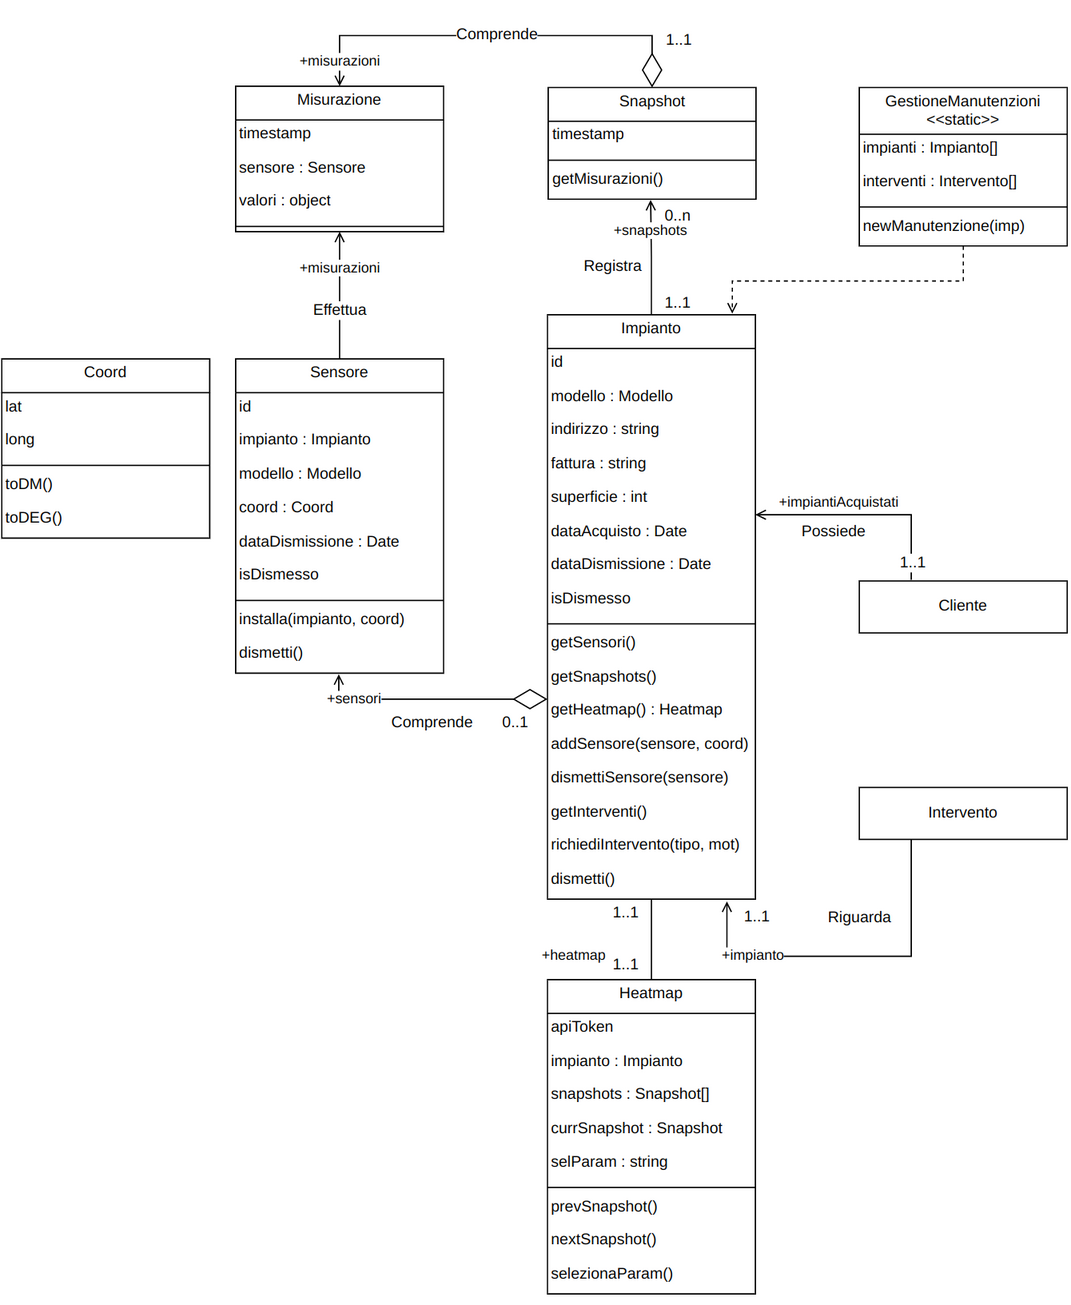 Comprende
1..1
+misurazioni
Misurazione
timestamp
sensore : Sensore
valori : object
Snapshot
timestamp
getMisurazioni()
GestioneManutenzioni
<<static>>
impianti : Impianto[]
interventi : Intervento[]
newManutenzione(imp)
0..n
+snapshots
Registra
1..1
+misurazioni
Effettua
Coord
lat
long
toDM()
toDEG()
Sensore
id
impianto : Impianto
modello : Modello
coord : Coord
dataDismissione : Date
isDismesso
installa(impianto, coord)
dismetti()
+sensori
Comprende
0..1
Impianto
id
modello : Modello
indirizzo : string
fattura : string
superficie : int
dataAcquisto : Date
dataDismissione : Date
isDismesso
getSensori()
getSnapshots()
getHeatmap() : Heatmap
addSensore(sensore, coord)
dismettiSensore(sensore)
getInterventi()
richiediIntervento(tipo, mot)
dismetti()
+impiantiAcquistati
Possiede
1..1
Cliente
Intervento
1..1
Riguarda
+impianto
1..1
+heatmap
1..1
Heatmap
apiToken
impianto : Impianto
snapshots : Snapshot[]
currSnapshot : Snapshot
selParam : string
prevSnapshot()
nextSnapshot()
selezionaParam()